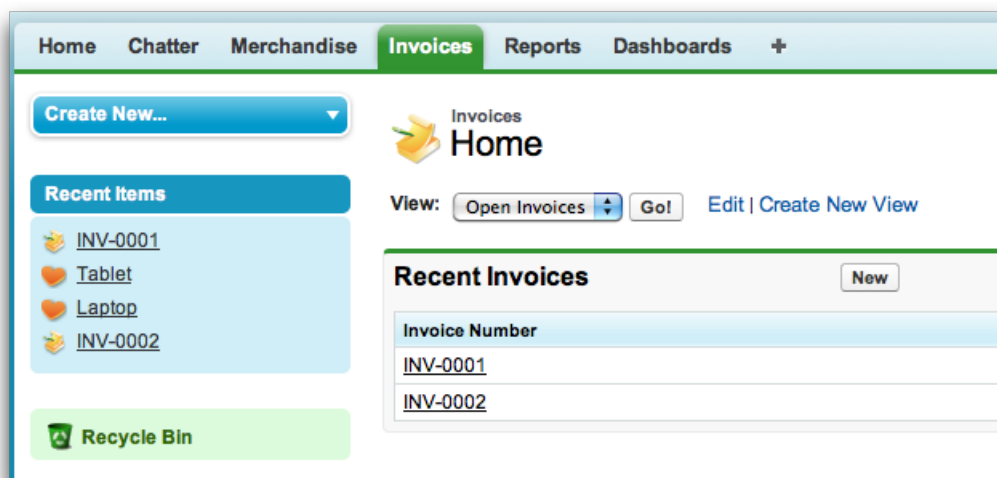 Home Chatter Merchandise Invoices Reports Dashboards +
Create New...
Recent Items
INV-0001
Tablet
Laptop
INV-0002
Recycle Bin
Invoices
Home
View: Open Invoices Go! Edit | Create New View
Recent Invoices New
Invoice Number
INV-0001
INV-0002